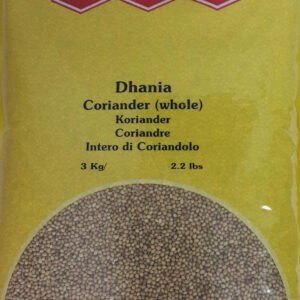 Dhania
Coriander (whole)
Koriander
Coriandre
Intero di Coriandolo
3 Kg/ 2.2 lbs